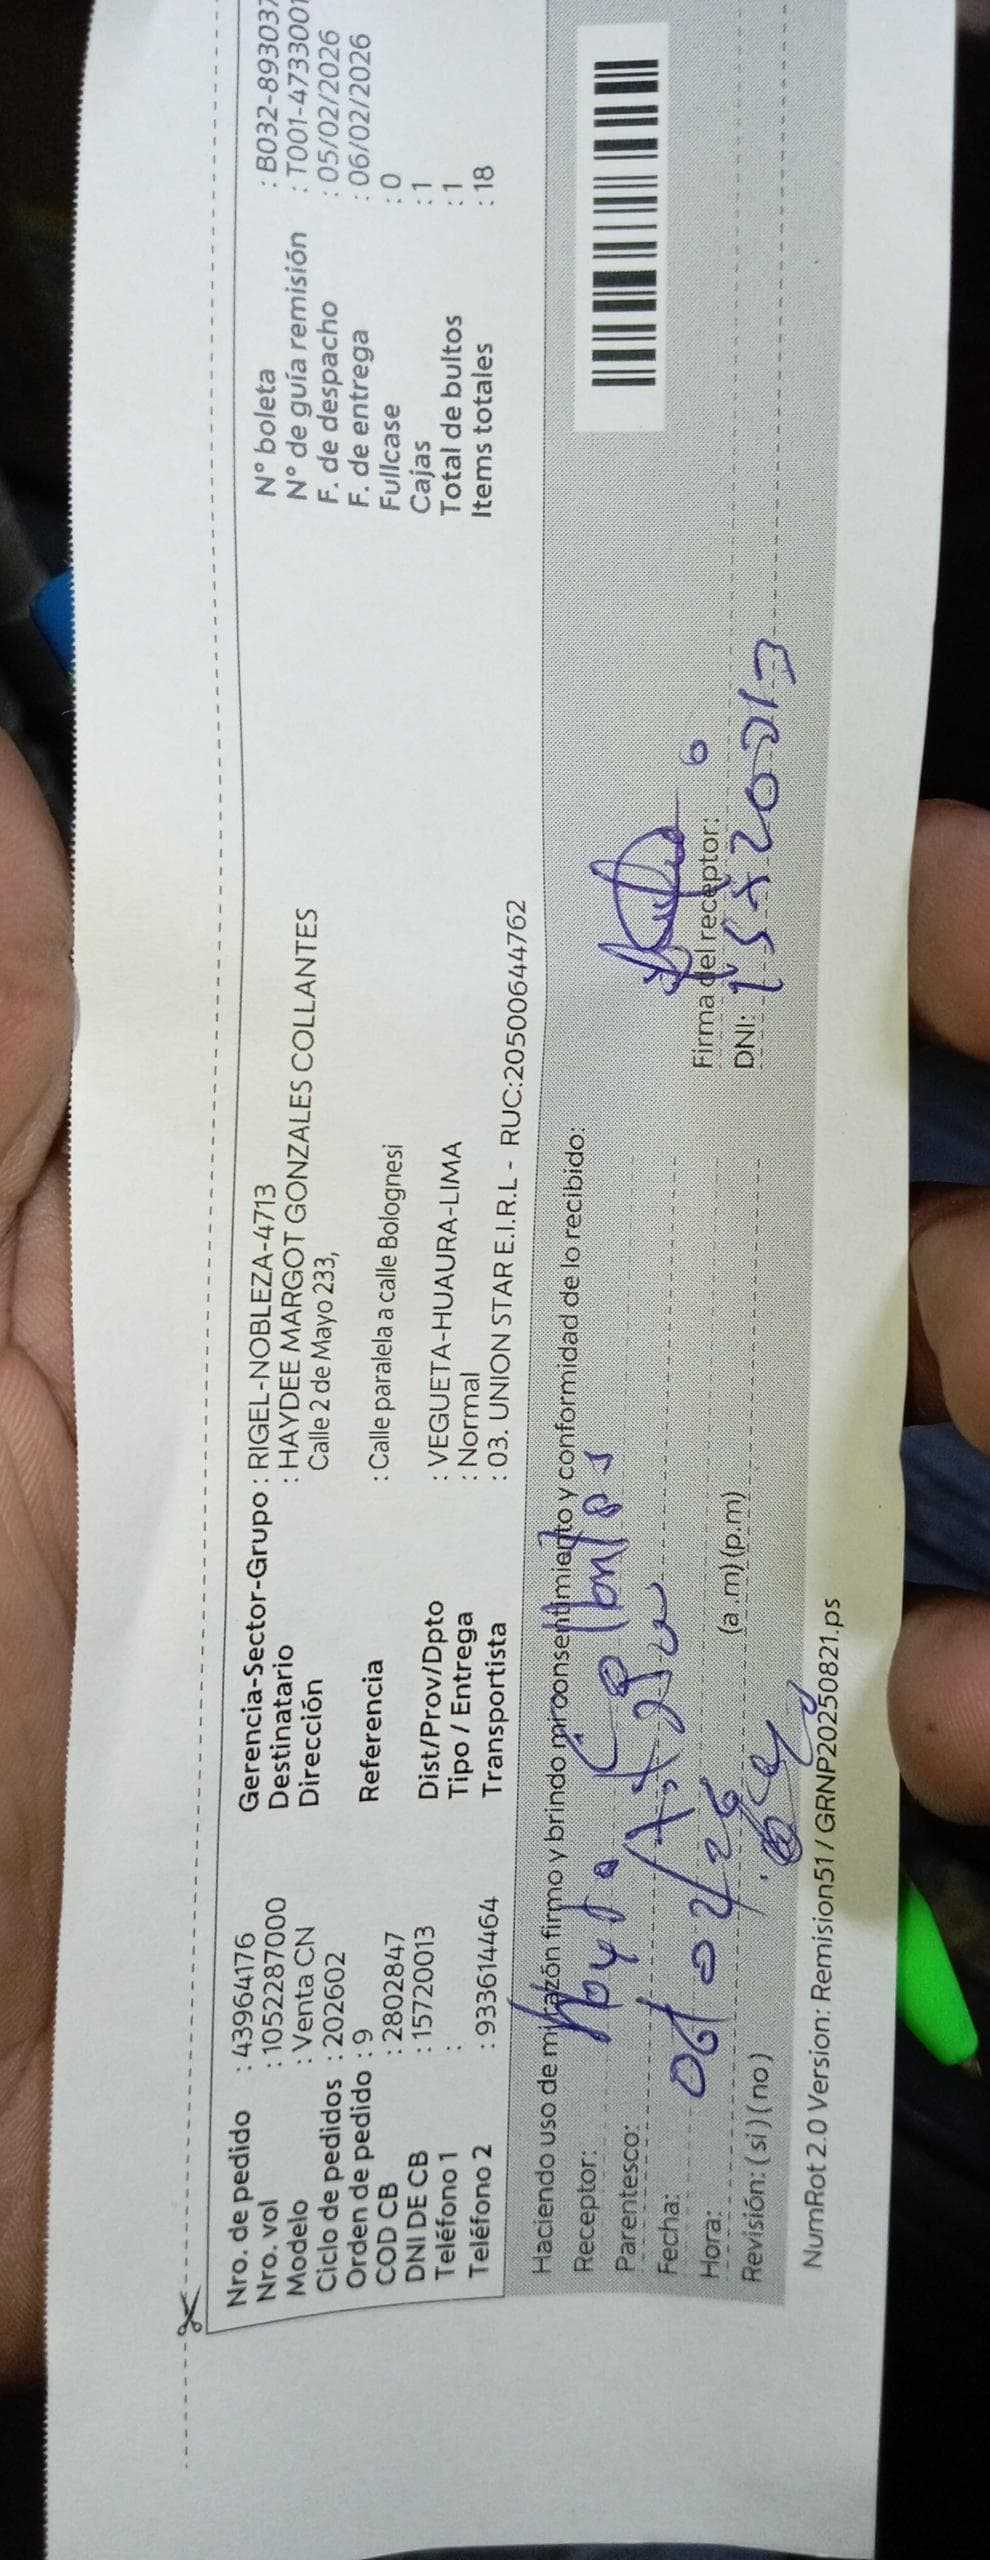 Nro. de pedido : 43964176
Nro. vol : 1052287000
Modelo : Venta CN
Ciclo de pedidos : 202602
Orden de pedido : 9
COD CB : 2802847
DNI DE CB : 15720013
Teléfono 1 :
Teléfono 2 : 933614464
Gerencia-Sector-Grupo : RIGEL-NOBLEZA-4713
Destinatario : HAYDEE MARGOT GONZALES COLLANTES
Dirección Calle 2 de Mayo 233,
Referencia : Calle paralela a calle Bolognesi
Dist/Prov/Dpto : VEGUETA-HUAURA-LIMA
Tipo / Entrega : Normal
Transportista : 03. UNION STAR E.I.R.L - RUC:20500644762
N° boleta : B032-893037
N° de guía remisión : T001-4733001
F. de despacho : 05/02/2026
F. de entrega : 06/02/2026
Fullcase : 0
Cajas : 1
Total de bultos : 1
Items totales : 18
Haciendo uso de mi razón firmo y brindo mi consentimiento y conformidad de lo recibido:
Receptor:
Parentesco:
Fecha: 06/02/26
Hora: (a .m) (p.m)
Revisión: (si ) ( no )
Firma del receptor:
DNI: 15720013
NumRot 2.0 Version: Remision51 / GRNP20250821.ps